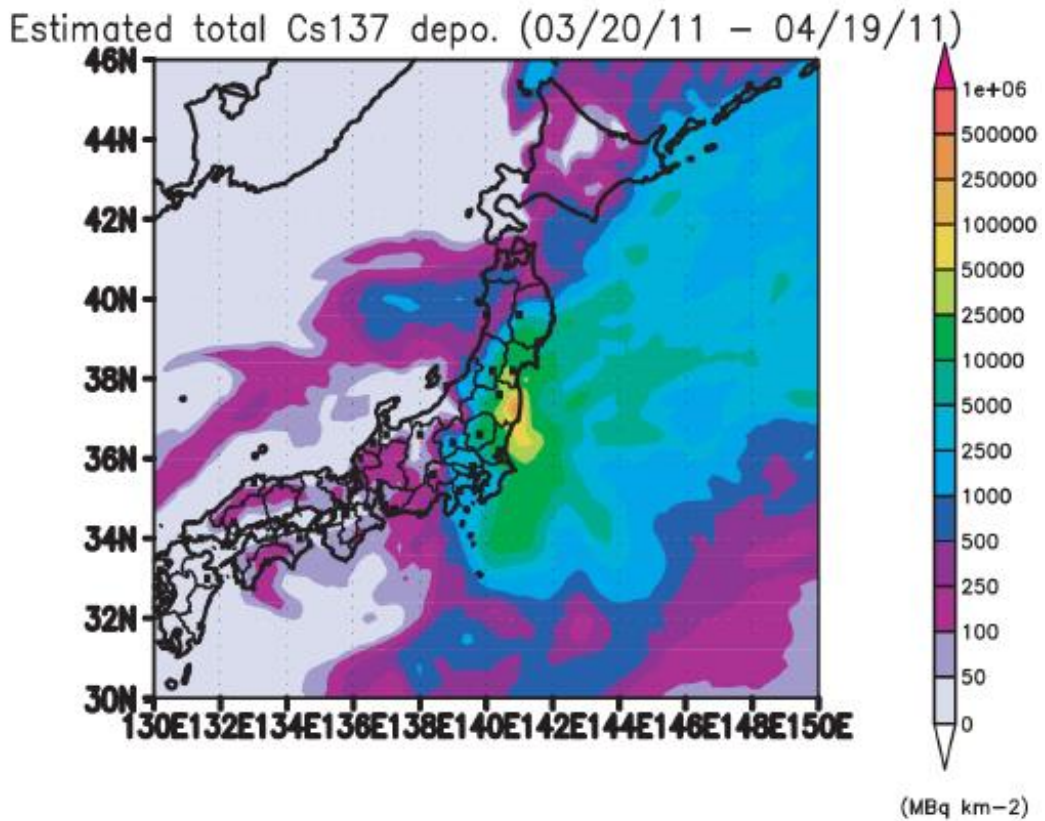 Estimated total Cs137 depo. (03/20/11 – 04/19/11)
46N
44N
42N
40N
38N
36N
34N
32N
30N
130E132E134E136E138E140E142E144E146E148E150E
1e+06
500000
250000
100000
50000
25000
10000
5000
2500
1000
500
250
100
50
0
(MBq km−2)